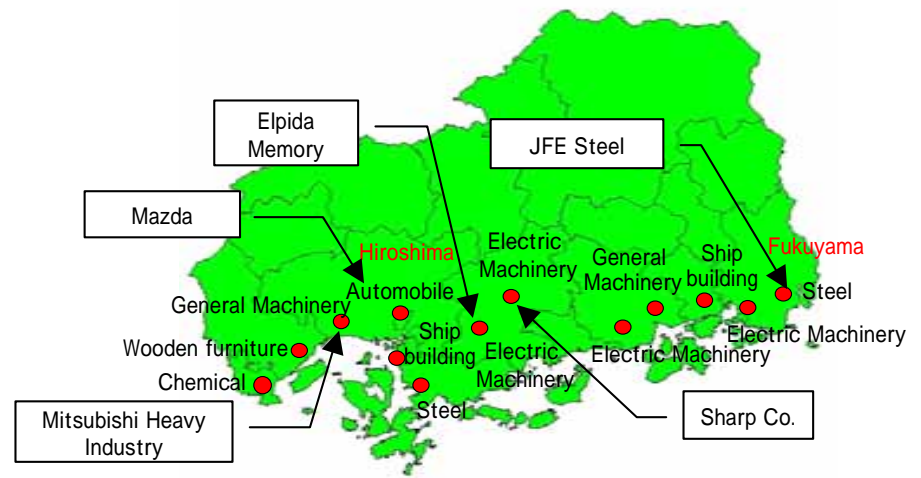 Elpida
Memory
JFE Steel
Mazda
Hiroshima
Electric
Machinery
General
Machinery
Ship
building
Fukuyama
General Machinery
Automobile
Steel
Wooden furniture
Ship
building
Electric
Machinery
Electric Machinery
Electric Machinery
Chemical
Steel
Mitsubishi Heavy
Industry
Sharp Co.